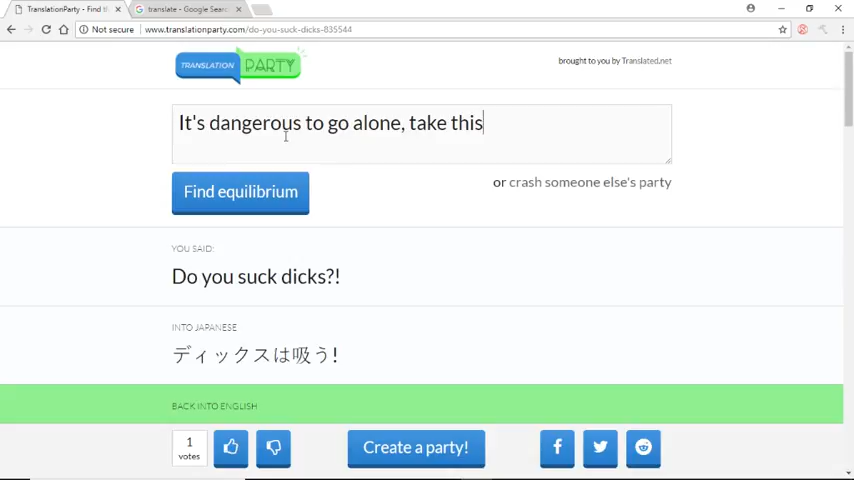 TranslationParty - Find th
translate - Google Searc
Not secure
www.translationparty.com/do-you-suck-dicks-835544
TRANSLATION PARTY
brought to you by Translated.net
It's dangerous to go alone, take this
Find equilibrium
or crash someone else's party
YOU SAID:
Do you suck dicks?!
INTO JAPANESE
ディックスは吸う!
BACK INTO ENGLISH
1
votes
Create a party!